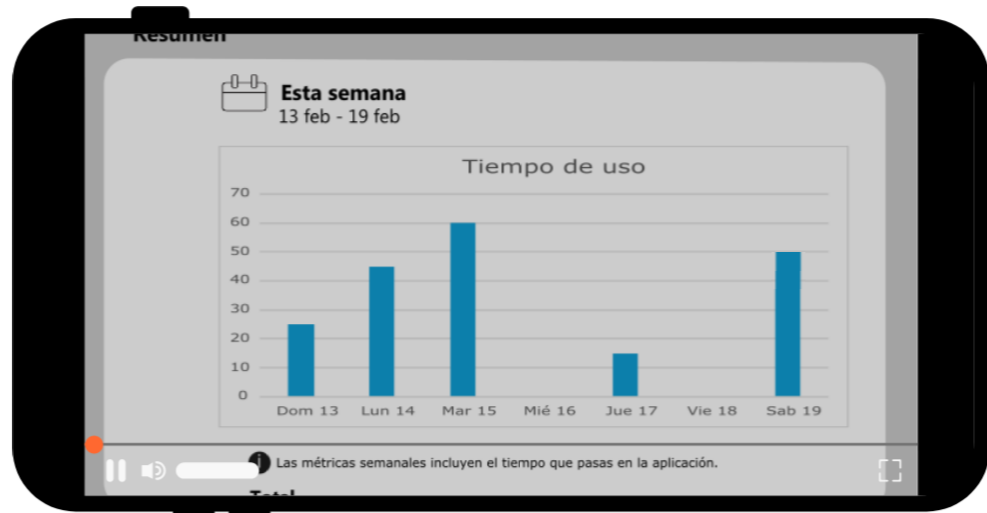 Resumen
Esta semana
13 feb - 19 feb
Tiempo de uso
70
60
50
40
30
20
10
0
Dom 13 Lun 14 Mar 15 Mié 16 Jue 17 Vie 18 Sab 19
Las métricas semanales incluyen el tiempo que pasas en la aplicación.
Total